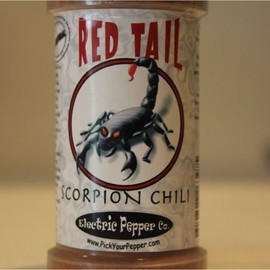 RED TAIL
SCORPION CHILI
Electric Pepper Co.
www.PickYourPepper.com